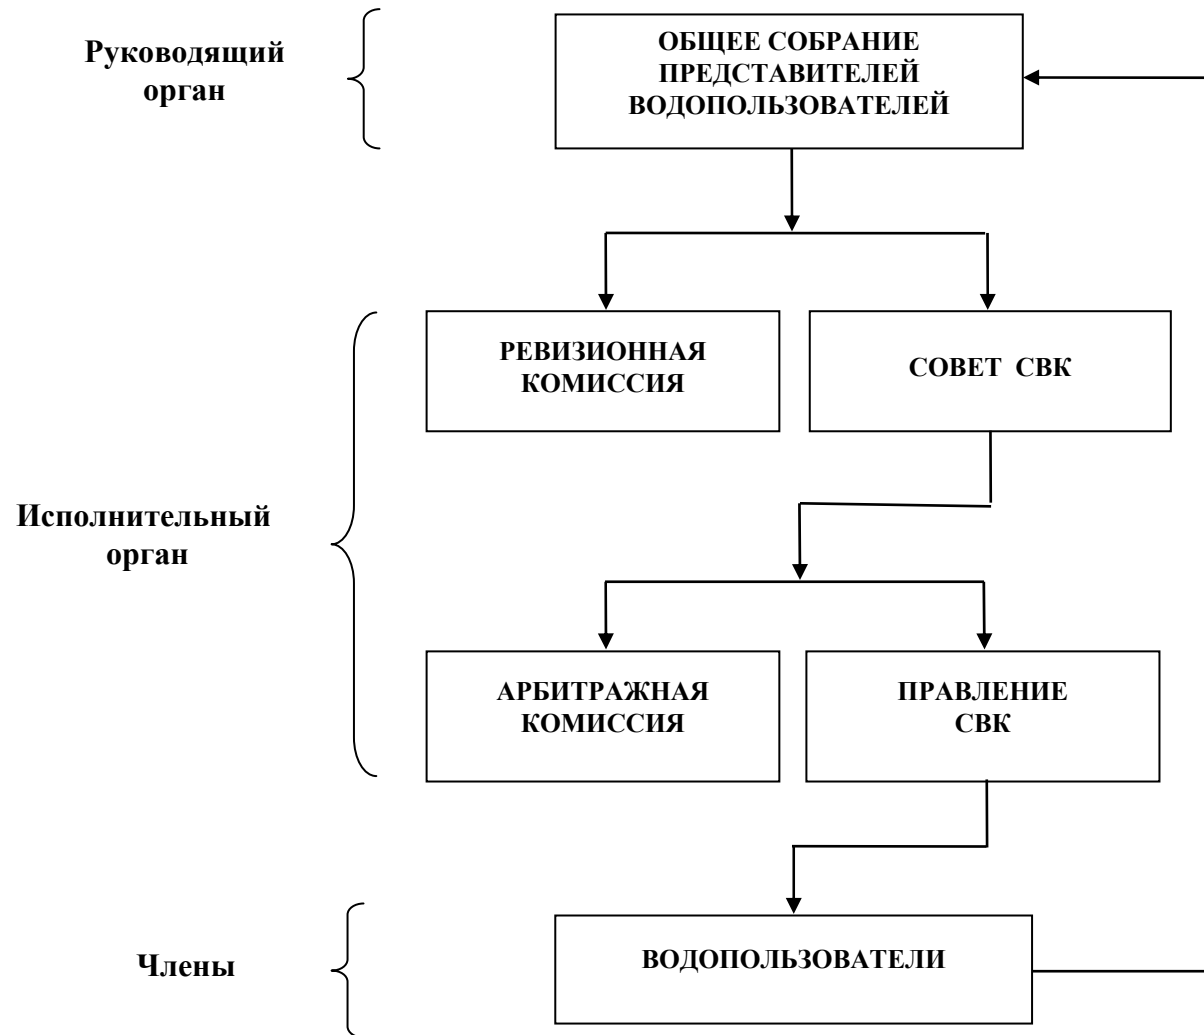 Руководящий
орган
ОБЩЕЕ СОБРАНИЕ
ПРЕДСТАВИТЕЛЕЙ
ВОДОПОЛЬЗОВАТЕЛЕЙ
РЕВИЗИОННАЯ
КОМИССИЯ
СОВЕТ СВК
Исполнительный
орган
АРБИТРАЖНАЯ
КОМИССИЯ
ПРАВЛЕНИЕ
СВК
Члены
ВОДОПОЛЬЗОВАТЕЛИ